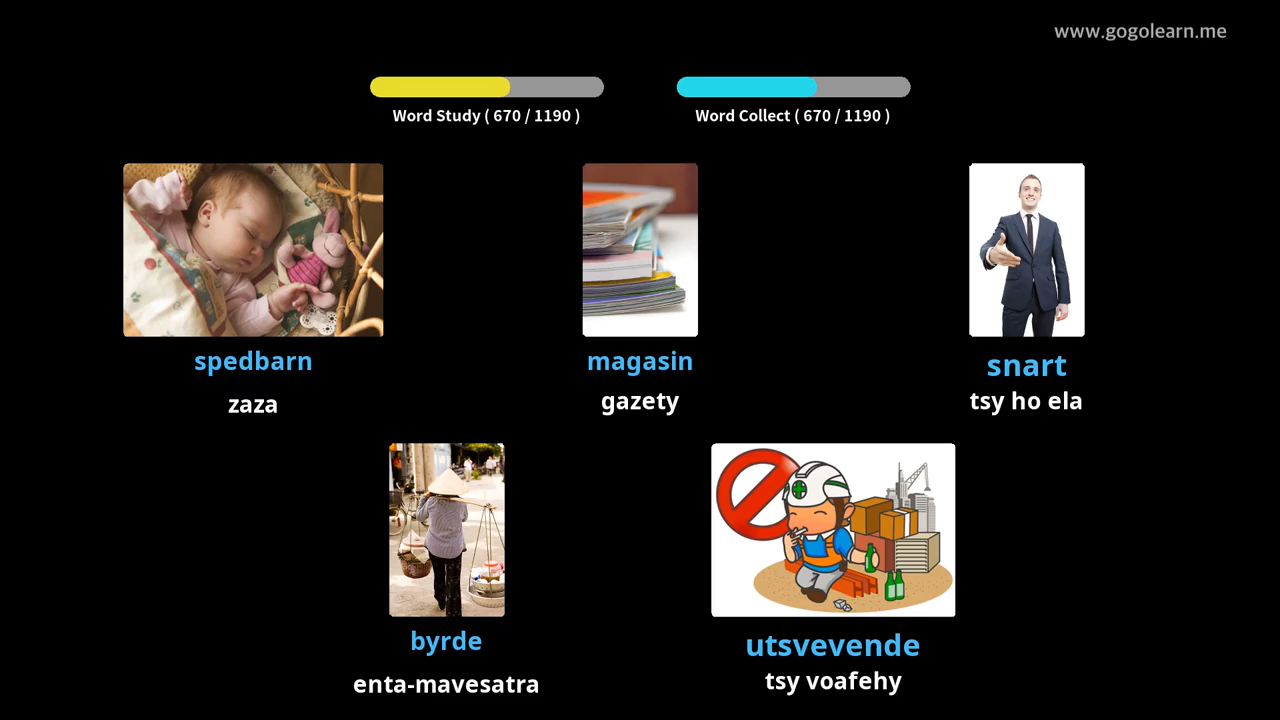 www.gogolearn.me
Word Study ( 670 / 1190 )
Word Collect ( 670 / 1190 )
spedbarn
zaza
magasin
gazety
snart
tsy ho ela
byrde
enta-mavesatra
utsvevende
tsy voafehy